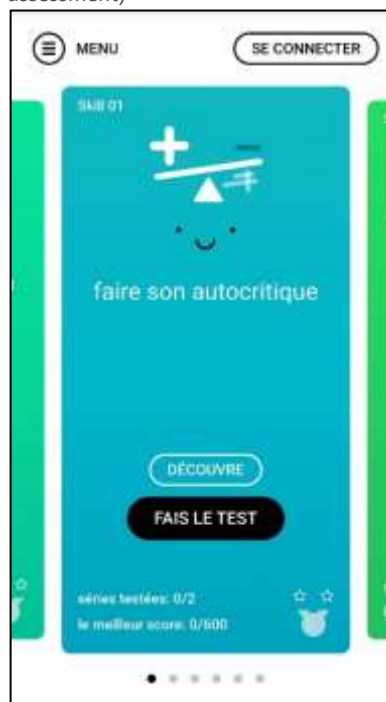 assessment)
MENU
SE CONNECTER
Skill 01
faire son autocritique
DÉCOUVRE
FAIS LE TEST
séries testées: 0/2
le meilleur score: 0/600